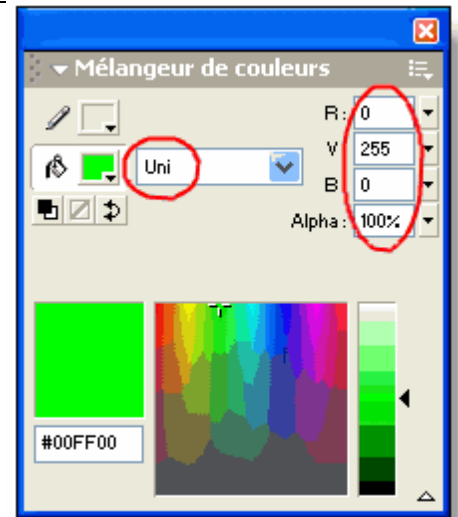 Mélangeur de couleurs
R: 0
Uni
V 255
B 0
Alpha: 100%
#00FF00